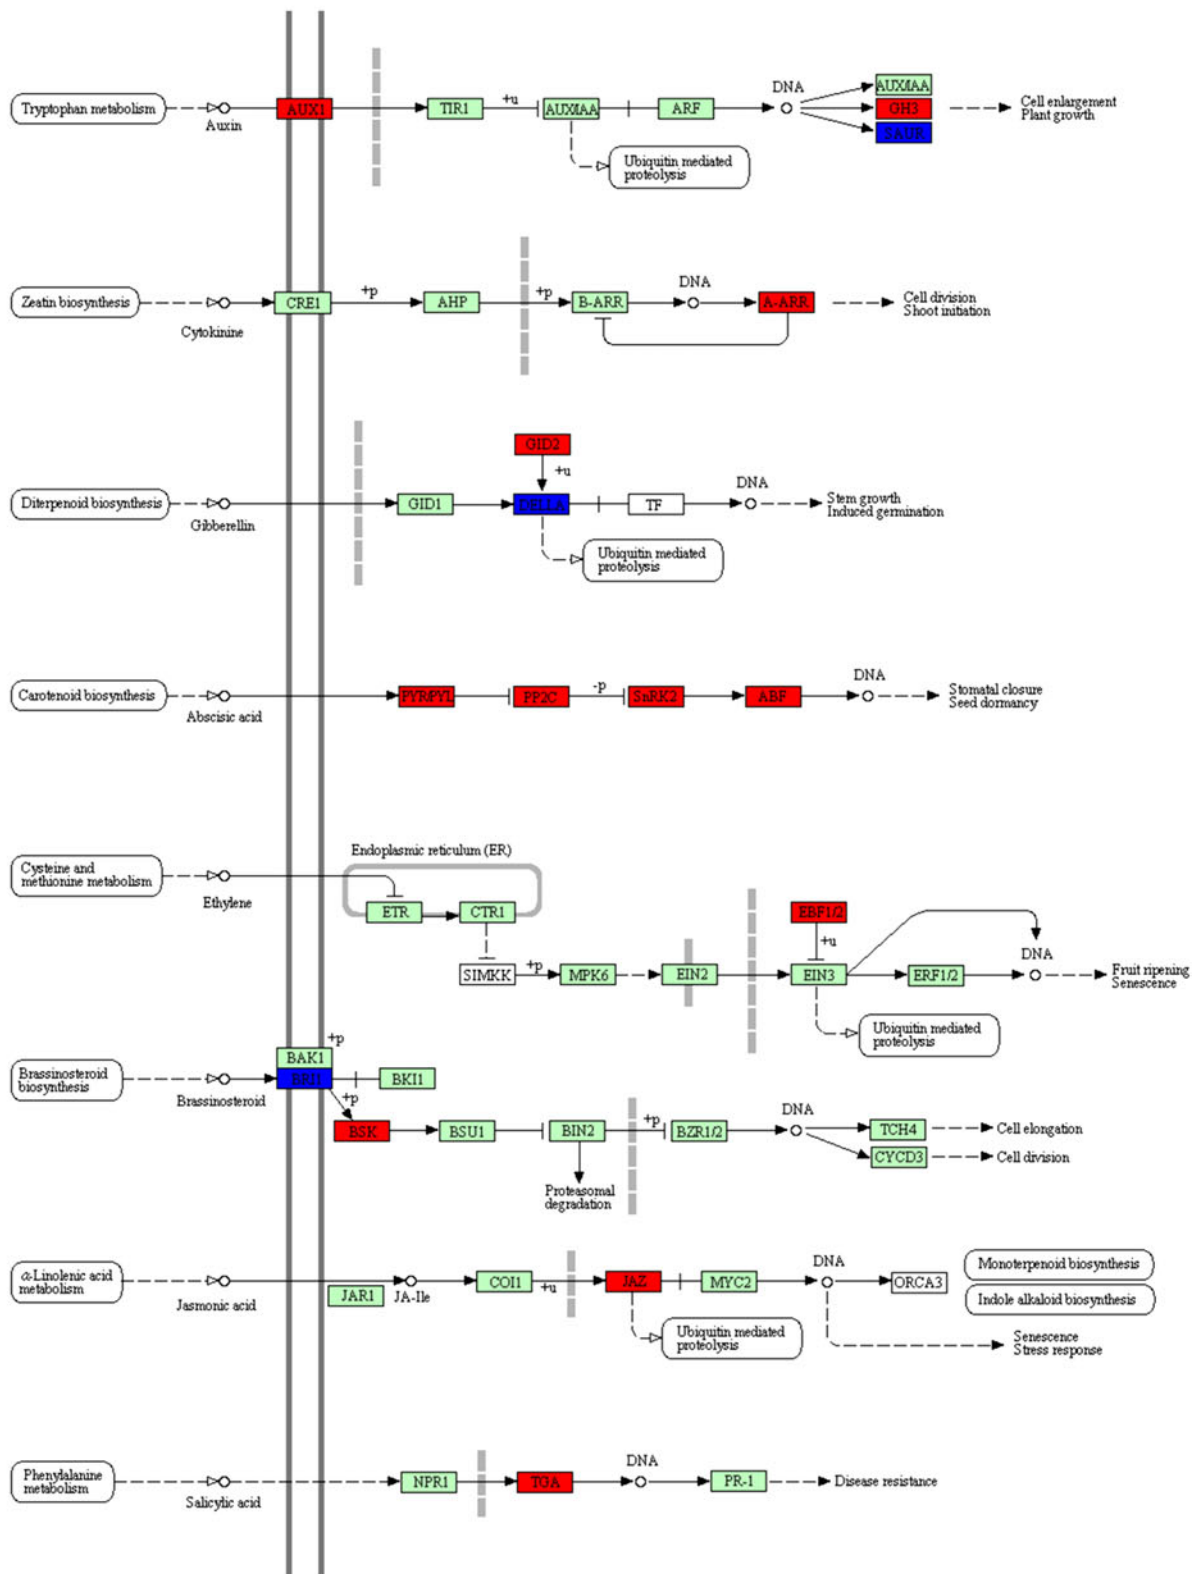 Tryptophan metabolism
Auxin
AUX1
TIR1
+u
AUX/IAA
ARF
DNA
AUX/IAA
GH3
SAUR
Cell enlargement
Plant growth
Ubiquitin mediated
proteolysis
Zeatin biosynthesis
Cytokinine
CRE1
+p
AHP
+p
B-ARR
DNA
A-ARR
Cell division
Shoot initiation
GID2
+u
Diterpenoid biosynthesis
Gibberellin
GID1
DELLA
TF
DNA
Stem growth
Induced germination
Ubiquitin mediated
proteolysis
Carotenoid biosynthesis
Abscisic acid
PYR/PYL
PP2C
-p
SnRK2
ABF
DNA
Stomatal closure
Seed dormancy
Endoplasmic reticulum (ER)
Cysteine and
methionine metabolism
Ethylene
ETR
CTR1
EBF1/2
+u
SIMKK
+p
MPK6
EIN2
EIN3
ERF1/2
DNA
Fruit ripening
Senescence
Ubiquitin mediated
proteolysis
Brassinosteroid
biosynthesis
Brassinosteroid
BAK1
+p
BRI1
BKI1
+p
BSK
BSU1
BIN2
+p
BZR1/2
DNA
TCH4
Cell elongation
CYCD3
Cell division
Proteasomal
degradation
α-Linolenic acid
metabolism
Jasmonic acid
JAR1
JA-Ile
COI1
+u
JAZ
MYC2
DNA
ORCA3
Monoterpenoid biosynthesis
Indole alkaloid biosynthesis
Ubiquitin mediated
proteolysis
Senescence
Stress response
Phenylalanine
metabolism
Salicylic acid
NPR1
TGA
DNA
PR-1
Disease resistance